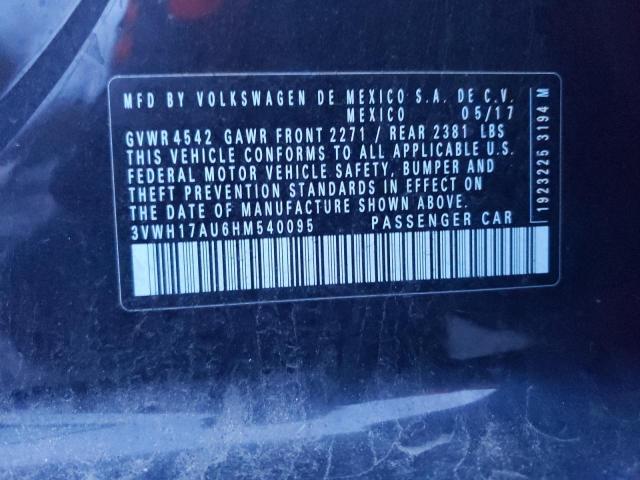 MFD BY VOLKSWAGEN DE MEXICO S.A. DE C.V.
MEXICO 05/17
GVWR 4542 GAWR FRONT 2271 / REAR 2381 LBS
THIS VEHICLE CONFORMS TO ALL APPLICABLE U.S.
FEDERAL MOTOR VEHICLE SAFETY, BUMPER AND
THEFT PREVENTION STANDARDS IN EFFECT ON
THE DATE OF MANUFACTURE SHOWN ABOVE.
3VWH17AU6HM540095 PASSENGER CAR
1923226 3194 M